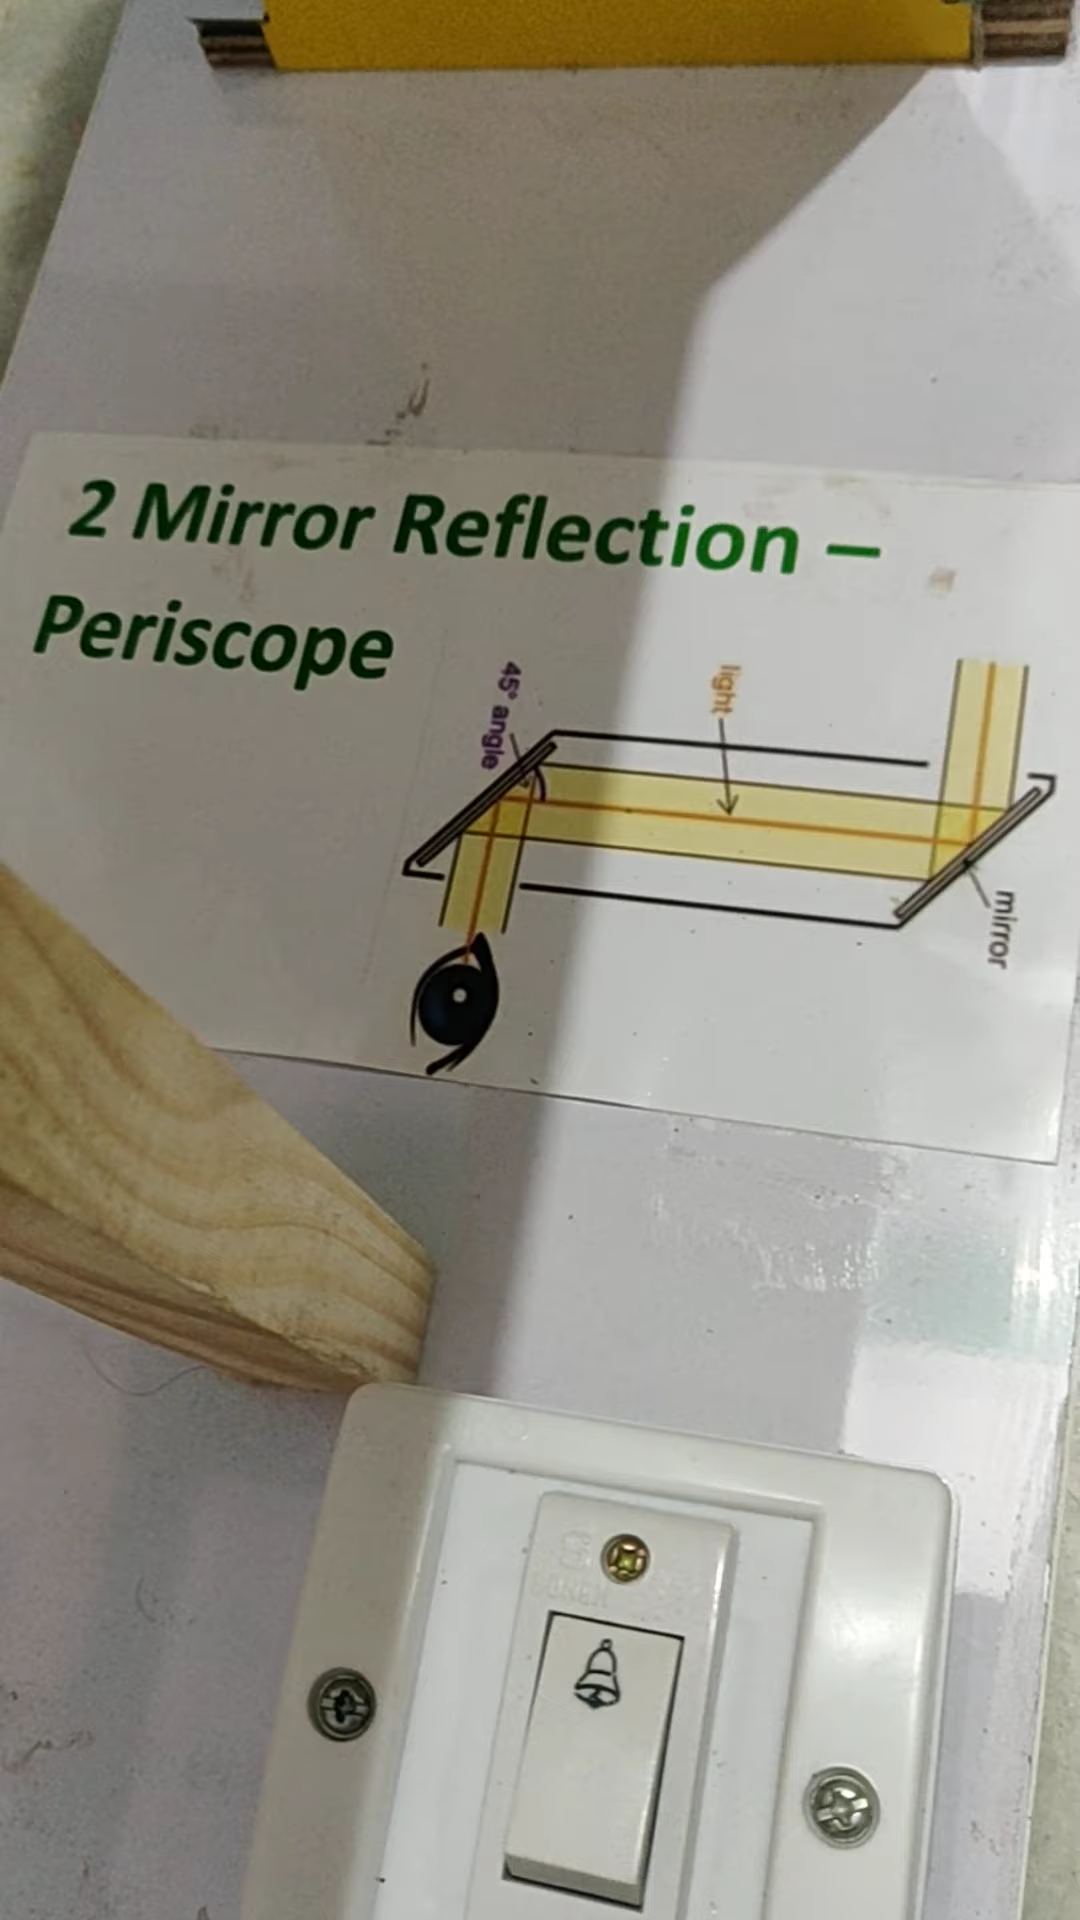 2 Mirror Reflection –
Periscope
45° angle
light
mirror